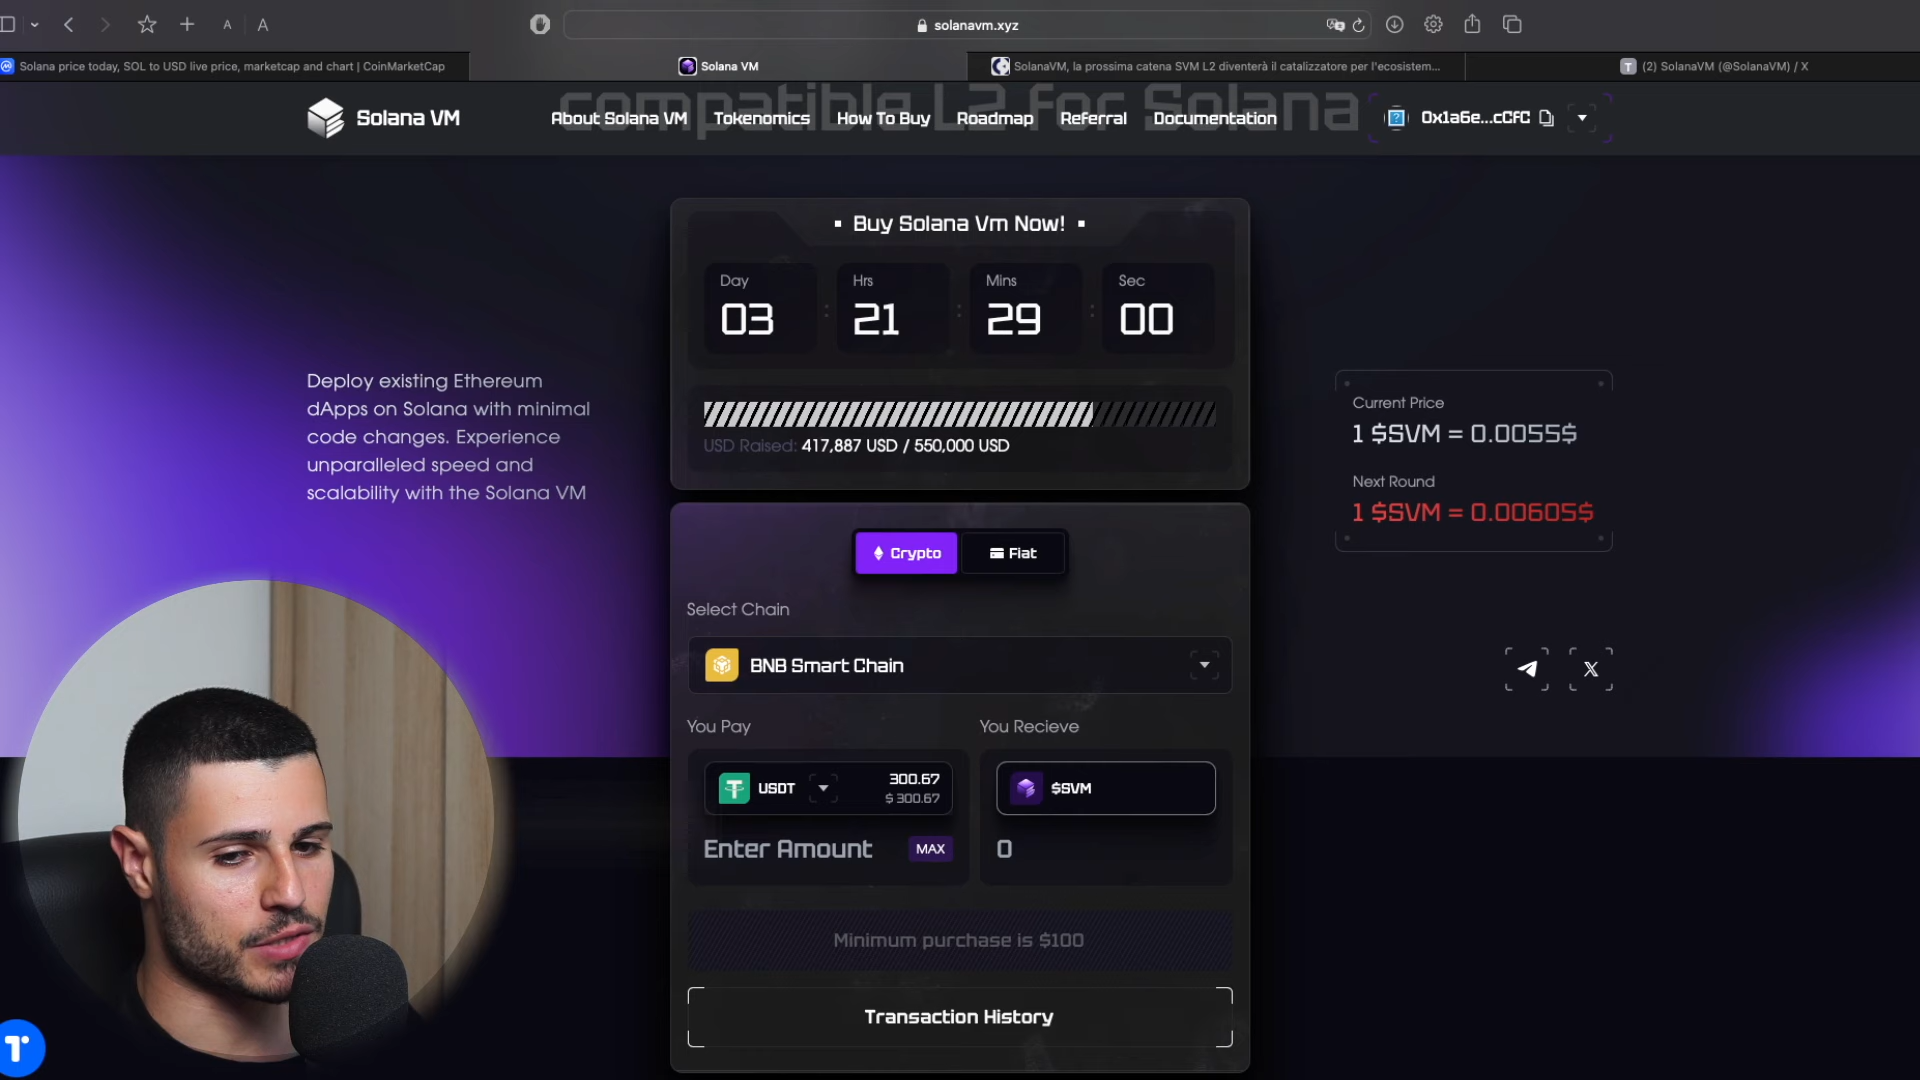 A A
solanavm.xyz
Solana price today, SOL to USD live price, marketcap and chart | CoinMarketCap
Solana VM
SolanaVM, la prossima catena SVM L2 diventerà il catalizzatore per l'ecosistem...
T
(2) SolanaVM (@SolanaVM) / X
compatible L2 for Solana
Solana VM
About Solana VM
Tokenomics
How To Buy
Roadmap
Referral
Documentation
0x1a6e...cCfC
Buy Solana Vm Now!
Day
Hrs
Mins
Sec
03 : 21 : 29 : 00
USD Raised: 417,887 USD / 550,000 USD
Deploy existing Ethereum
dApps on Solana with minimal
code changes. Experience
unparalleled speed and
scalability with the Solana VM
Current Price
1 $SVM = 0.0055$
Next Round
1 $SVM = 0.00605$
Crypto
Fiat
Select Chain
BNB Smart Chain
You Pay
You Recieve
USDT
300.67
$ 300.67
$SVM
Enter Amount
MAX
0
Minimum purchase is $100
Transaction History
T